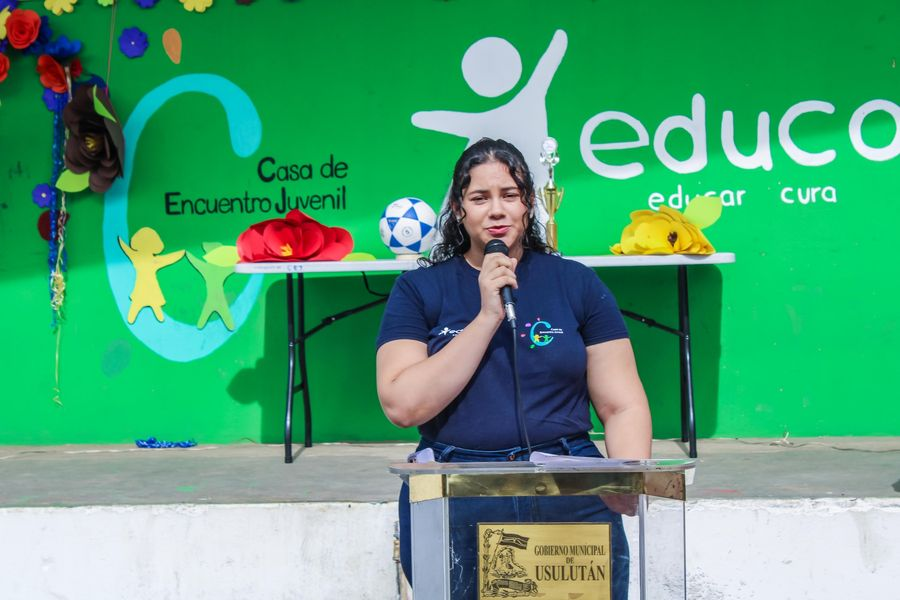 Casa de
Encuentro Juvenil
educo
educar cura
GOBIERNO MUNICIPAL
DE
USULUTÁN